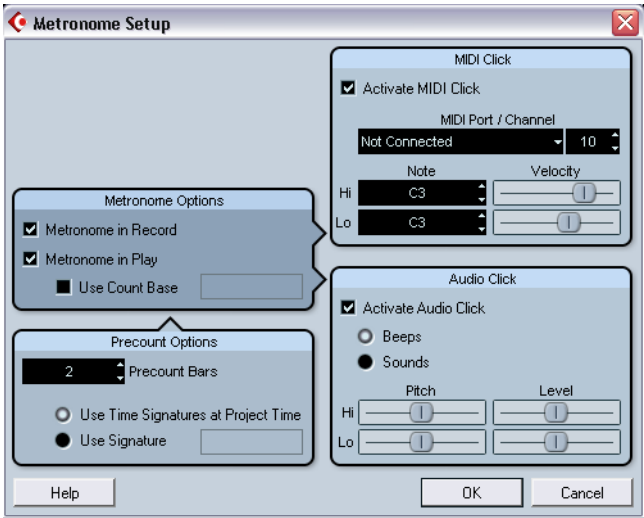 Metronome Setup
MIDI Click
Activate MIDI Click
MIDI Port / Channel
Not Connected 10
Note Velocity
Hi C3
Lo C3
Metronome Options
Metronome in Record
Metronome in Play
Use Count Base
Audio Click
Activate Audio Click
Beeps
Sounds
Pitch Level
Hi
Lo
Precount Options
2 Precount Bars
Use Time Signatures at Project Time
Use Signature
Help
OK
Cancel